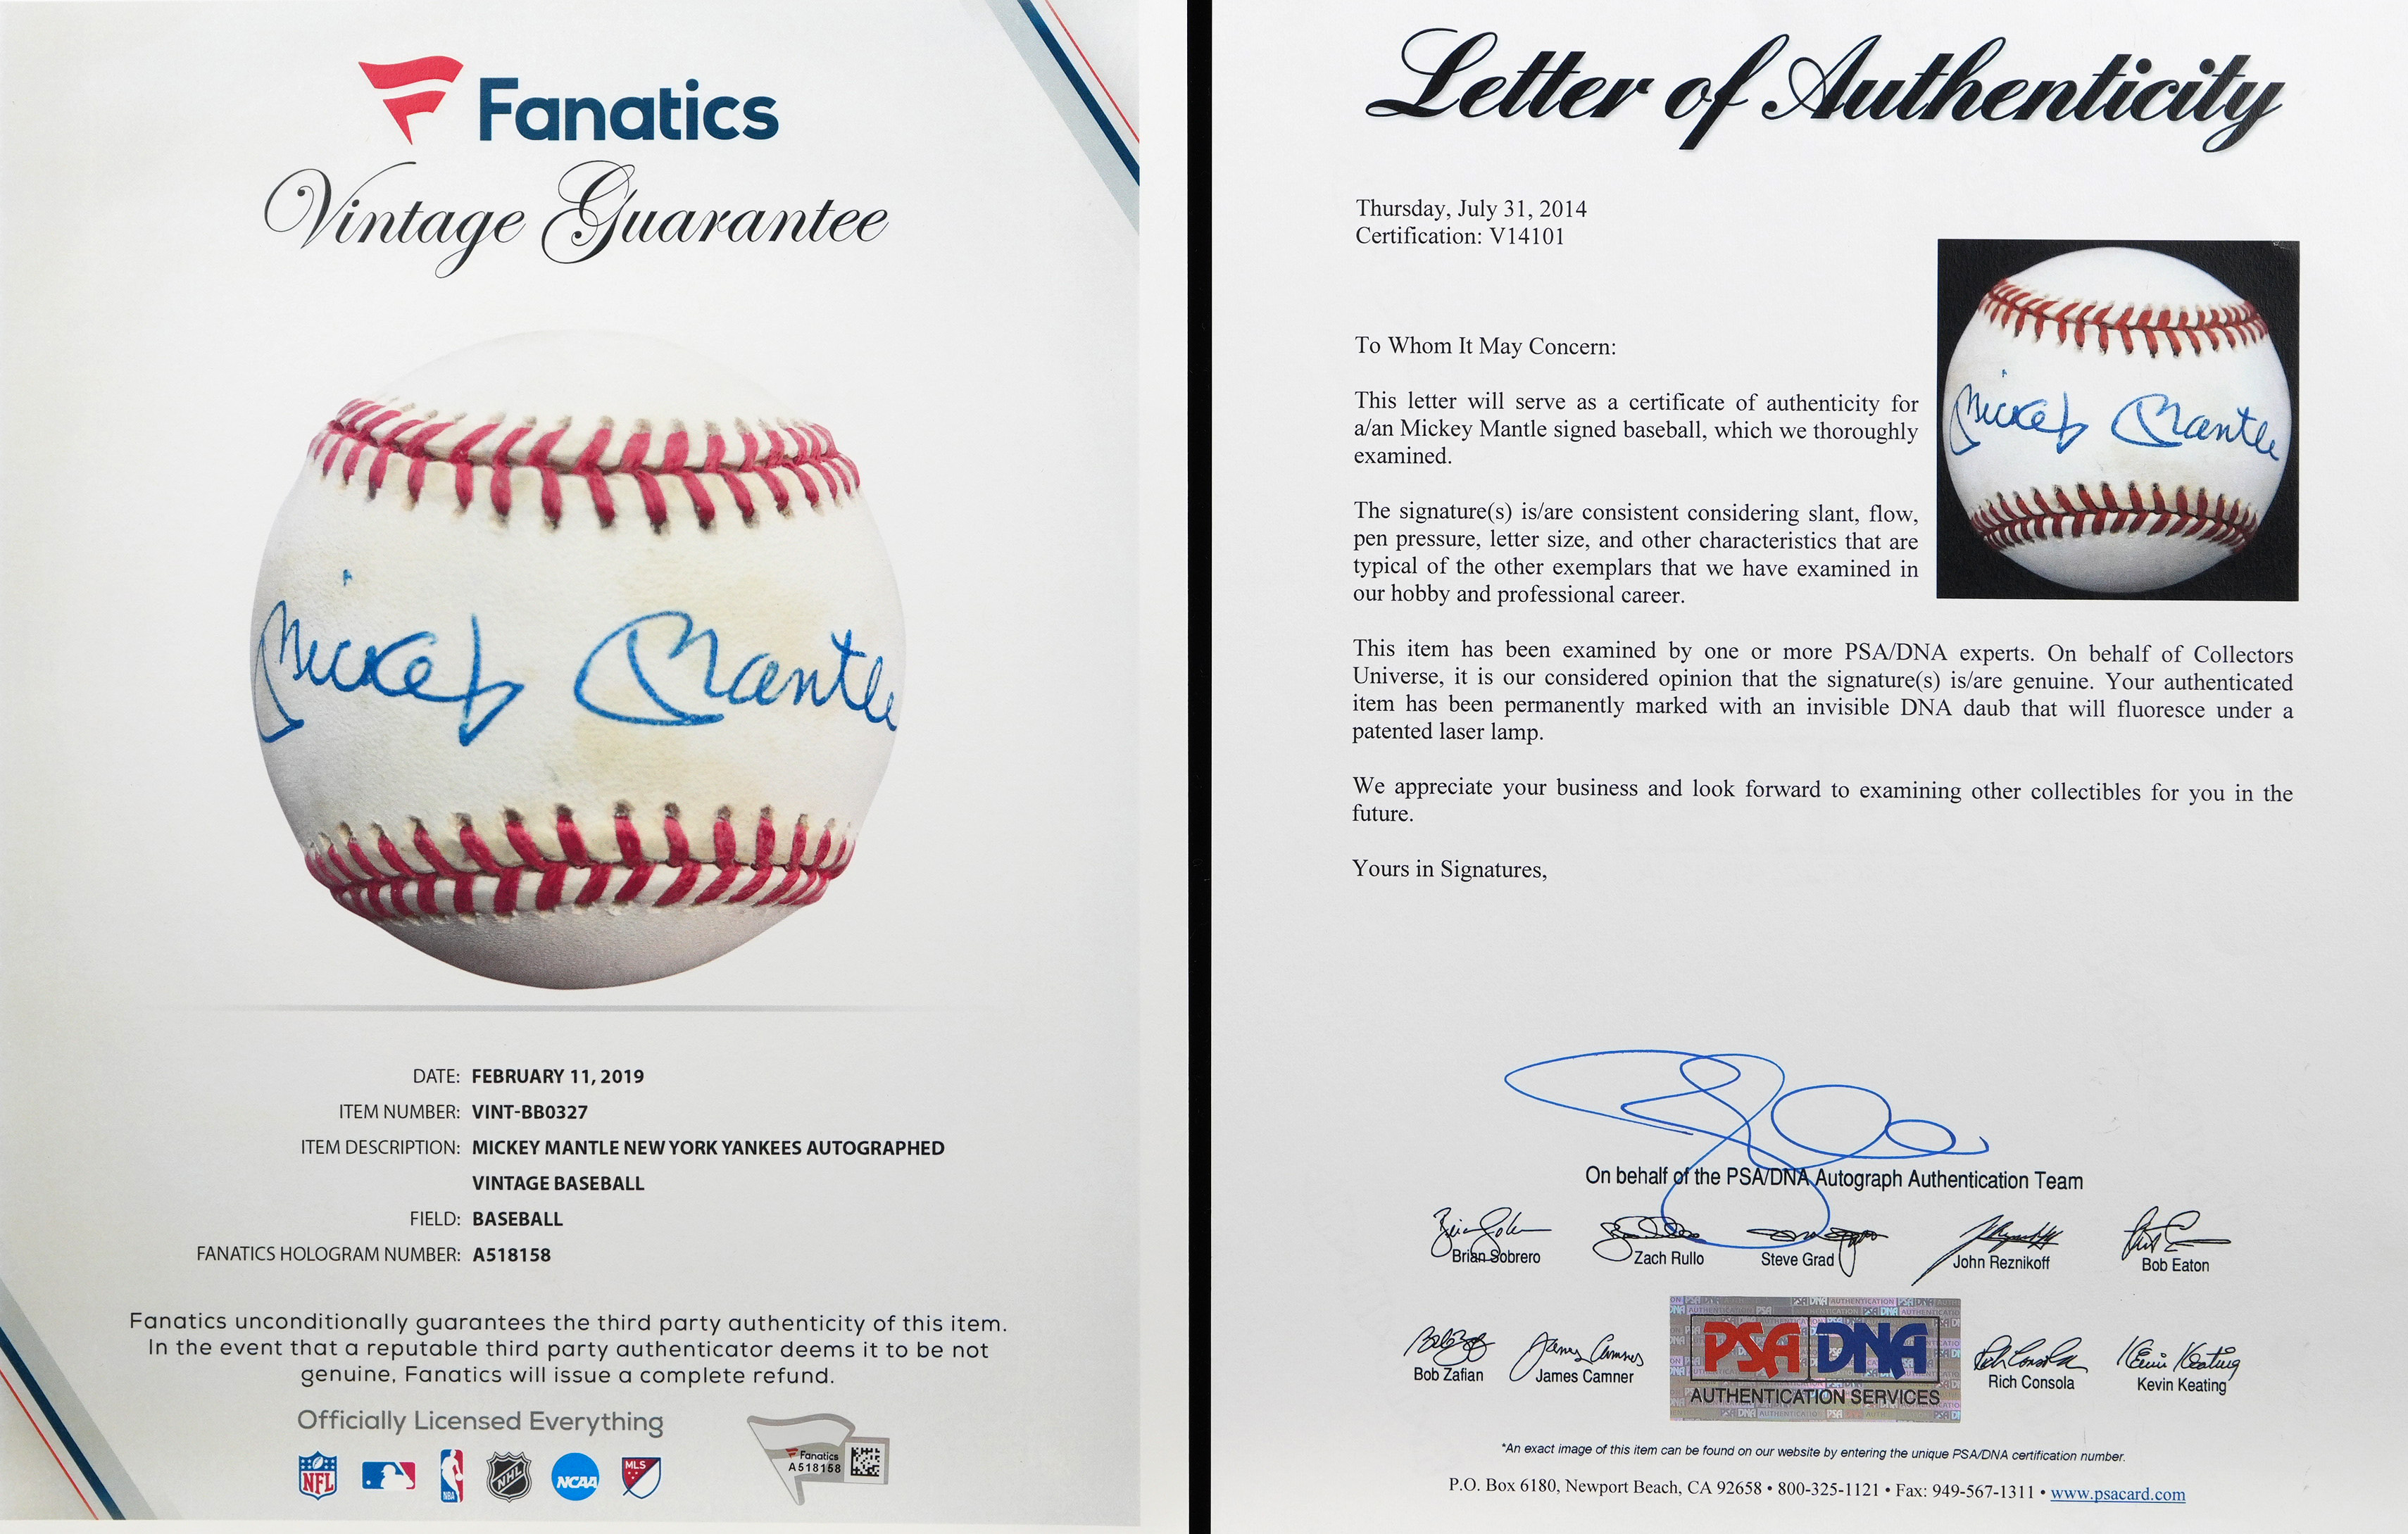 Fanatics
Vintage Guarantee
Mickey Mantle
DATE: FEBRUARY 11, 2019
ITEM NUMBER: VINT-BB0327
ITEM DESCRIPTION: MICKEY MANTLE NEW YORK YANKEES AUTOGRAPHED
VINTAGE BASEBALL
FIELD: BASEBALL
FANATICS HOLOGRAM NUMBER: A518158
Fanatics unconditionally guarantees the third party authenticity of this item.
In the event that a reputable third party authenticator deems it to be not
genuine, Fanatics will issue a complete refund.
Officially Licensed Everything
NFL
NBA
NHL
NCAA
MLS
Fanatics
A518158
Letter of Authenticity
Thursday, July 31, 2014
Certification: V14101
Mickey Mantle
To Whom It May Concern:
This letter will serve as a certificate of authenticity for
a/an Mickey Mantle signed baseball, which we thoroughly
examined.
The signature(s) is/are consistent considering slant, flow,
pen pressure, letter size, and other characteristics that are
typical of the other exemplars that we have examined in
our hobby and professional career.
This item has been examined by one or more PSA/DNA experts. On behalf of Collectors
Universe, it is our considered opinion that the signature(s) is/are genuine. Your authenticated
item has been permanently marked with an invisible DNA daub that will fluoresce under a
patented laser lamp.
We appreciate your business and look forward to examining other collectibles for you in the
future.
Yours in Signatures,
On behalf of the PSA/DNA Autograph Authentication Team
Brian Sobrero Zach Rullo Steve Grad John Reznikoff Bob Eaton
Bob Zafian James Camner Rich Consola Kevin Keating
PSA DNA
AUTHENTICATION SERVICES
*An exact image of this item can be found on our website by entering the unique PSA/DNA certification number.
P.O. Box 6180, Newport Beach, CA 92658 • 800-325-1121 • Fax: 949-567-1311 • www.psacard.com